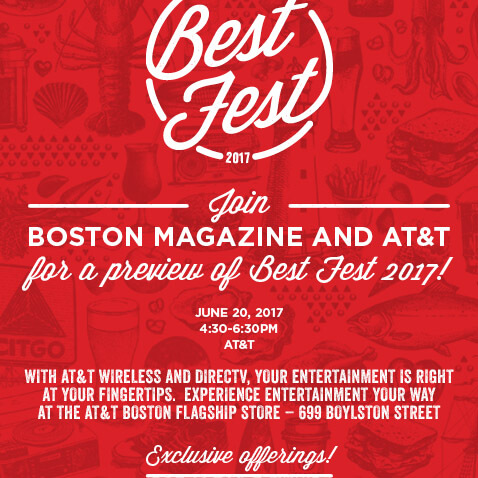 Best
Fest
2017
Join
BOSTON MAGAZINE AND AT&T
for a preview of Best Fest 2017!
JUNE 20, 2017
4:30-6:30PM
AT&T
CITGO
WITH AT&T WIRELESS AND DIRECTV, YOUR ENTERTAINMENT IS RIGHT
AT YOUR FINGERTIPS. EXPERIENCE ENTERTAINMENT YOUR WAY
AT THE AT&T BOSTON FLAGSHIP STORE – 699 BOYLSTON STREET
Exclusive offerings!